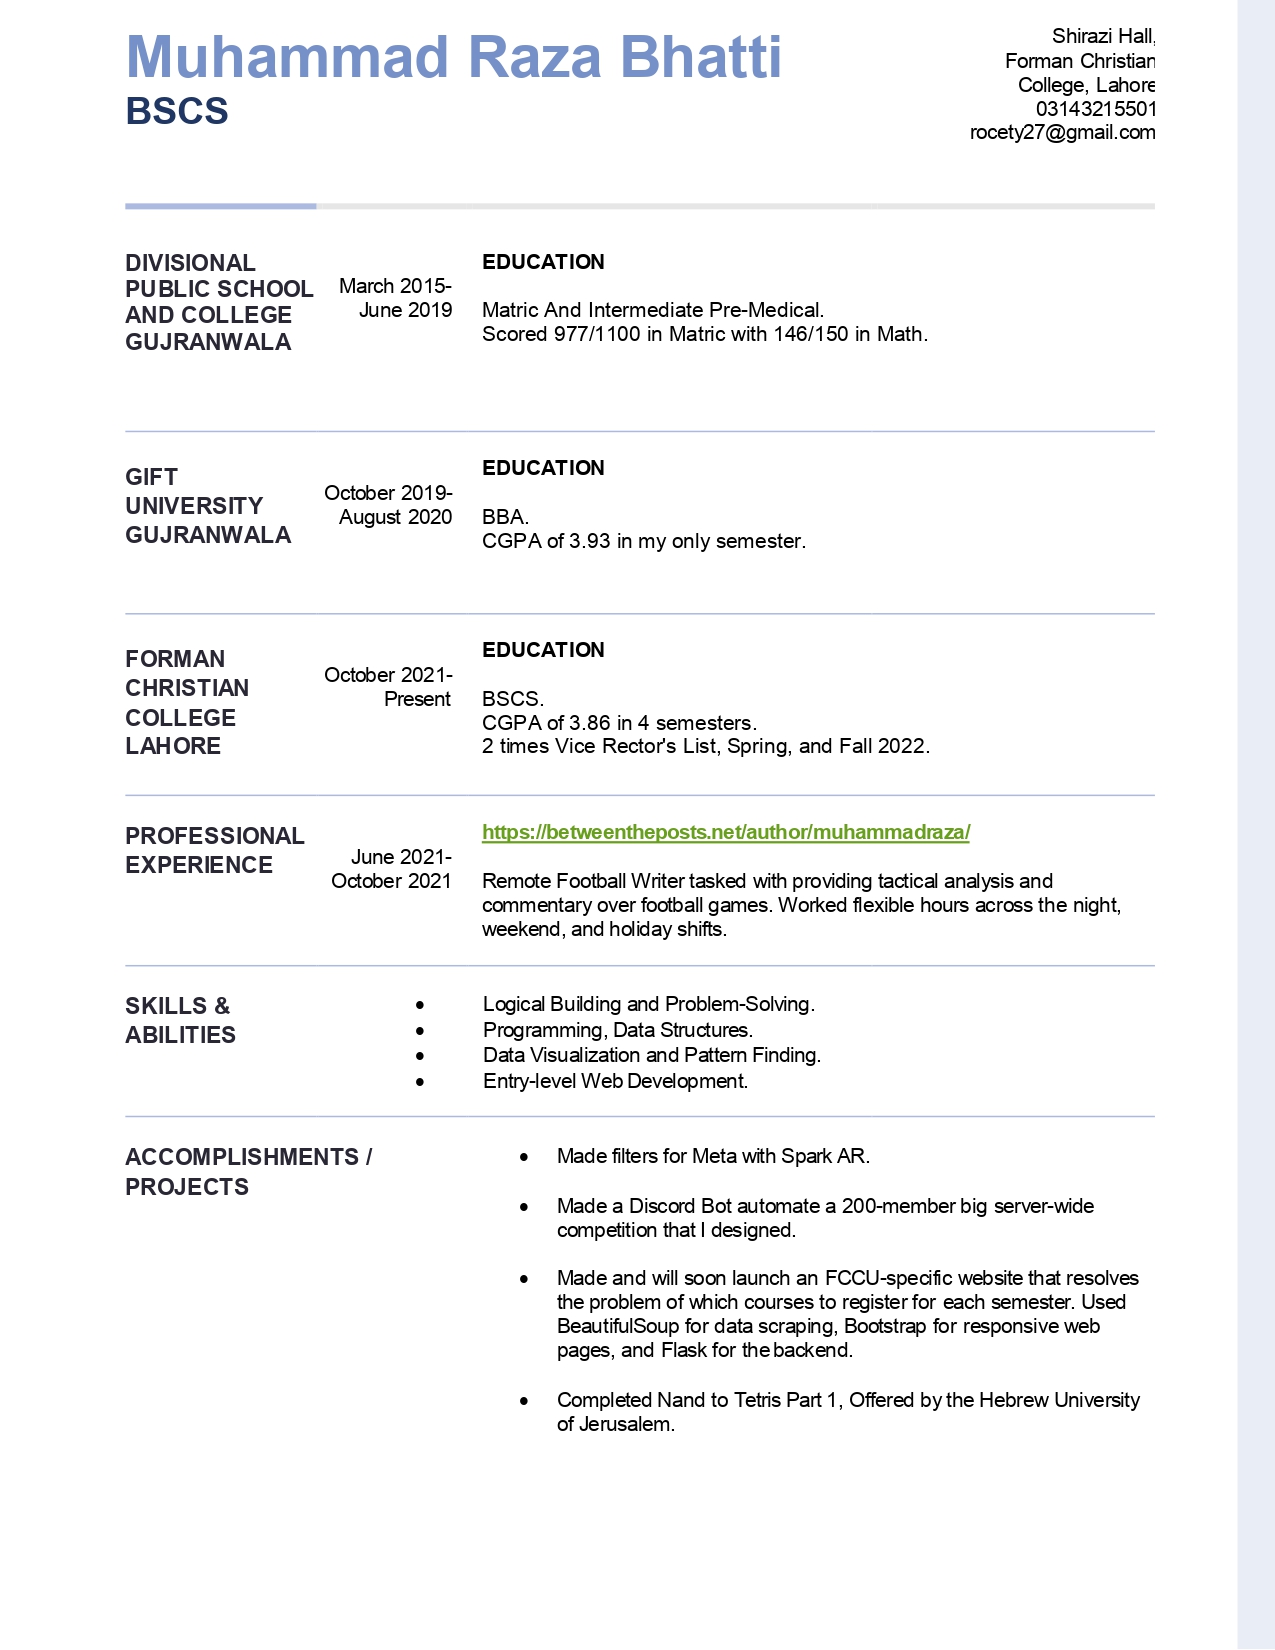 Muhammad Raza Bhatti
BSCS
Shirazi Hall,
Forman Christian
College, Lahore
03143215501
rocety27@gmail.com
DIVISIONAL
PUBLIC SCHOOL
AND COLLEGE
GUJRANWALA
March 2015-
June 2019
EDUCATION
Matric And Intermediate Pre-Medical.
Scored 977/1100 in Matric with 146/150 in Math.
GIFT
UNIVERSITY
GUJRANWALA
October 2019-
August 2020
EDUCATION
BBA.
CGPA of 3.93 in my only semester.
FORMAN
CHRISTIAN
COLLEGE
LAHORE
October 2021-
Present
EDUCATION
BSCS.
CGPA of 3.86 in 4 semesters.
2 times Vice Rector's List, Spring, and Fall 2022.
PROFESSIONAL
EXPERIENCE
June 2021-
October 2021
https://betweentheposts.net/author/muhammadraza/
Remote Football Writer tasked with providing tactical analysis and
commentary over football games. Worked flexible hours across the night,
weekend, and holiday shifts.
SKILLS &
ABILITIES
• Logical Building and Problem-Solving.
• Programming, Data Structures.
• Data Visualization and Pattern Finding.
• Entry-level Web Development.
ACCOMPLISHMENTS /
PROJECTS
• Made filters for Meta with Spark AR.
• Made a Discord Bot automate a 200-member big server-wide
competition that I designed.
• Made and will soon launch an FCCU-specific website that resolves
the problem of which courses to register for each semester. Used
BeautifulSoup for data scraping, Bootstrap for responsive web
pages, and Flask for the backend.
• Completed Nand to Tetris Part 1, Offered by the Hebrew University
of Jerusalem.